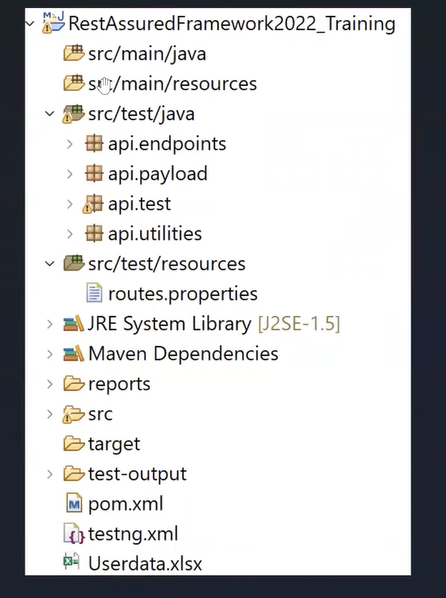 RestAssuredFramework2022_Training
src/main/java
src/main/resources
src/test/java
api.endpoints
api.payload
api.test
api.utilities
src/test/resources
routes.properties
JRE System Library [J2SE-1.5]
Maven Dependencies
reports
src
target
test-output
pom.xml
testng.xml
Userdata.xlsx